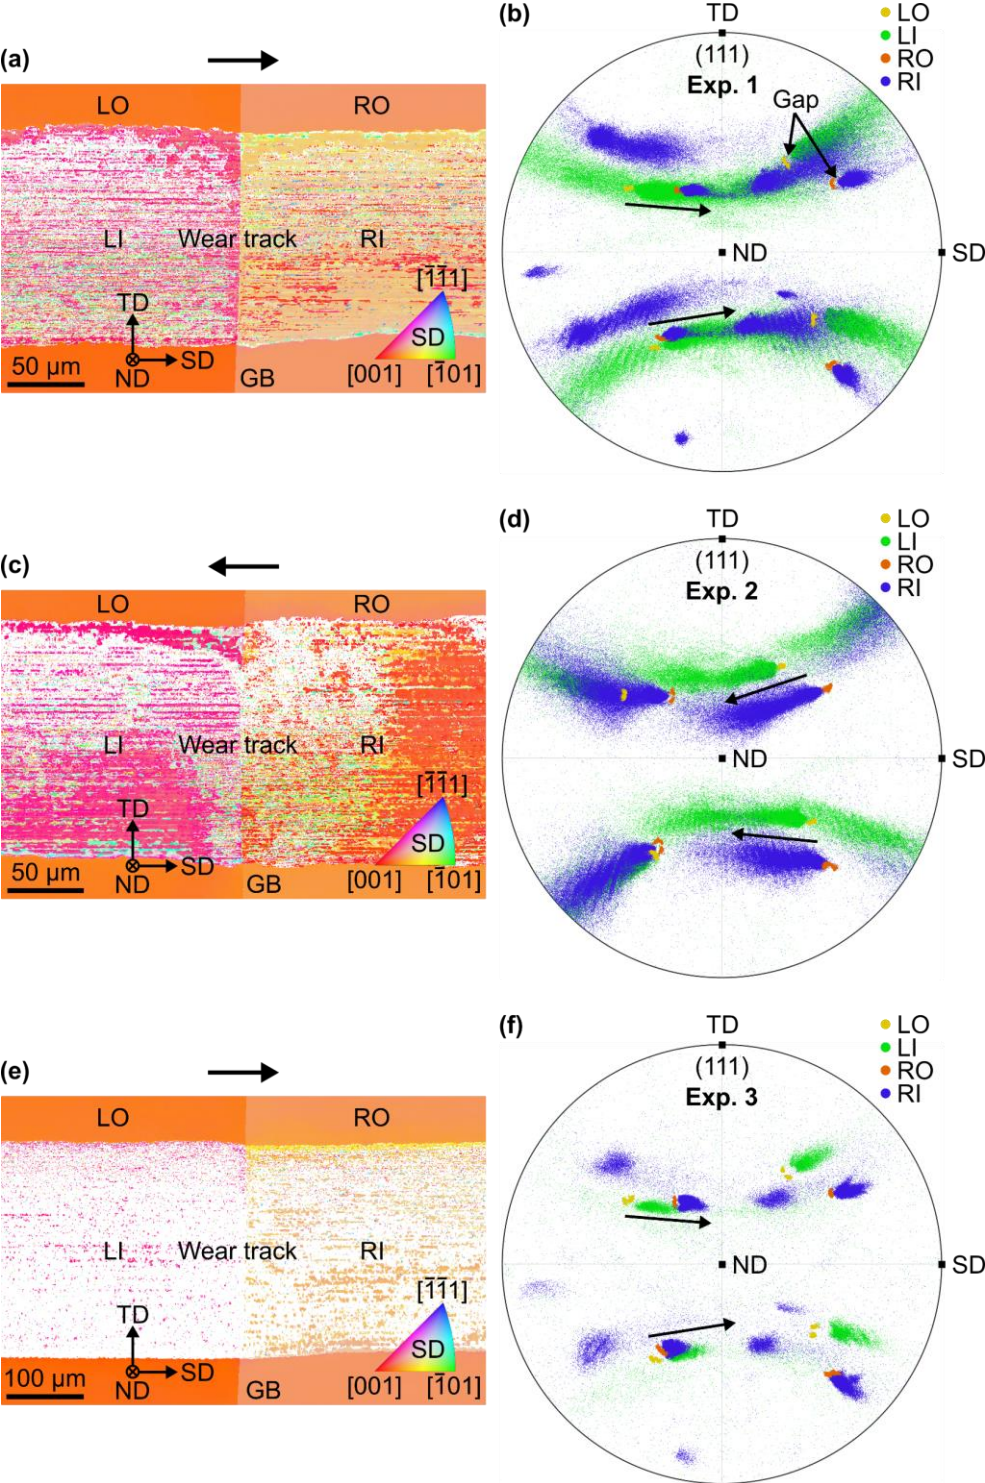 (a)
LO RO
LI Wear track RI
TD
SD
ND
50 µm
GB
[1̅1̅1]
SD
[001] [1̅01]
(b)
TD
(111)
Exp. 1
LO
LI
RO
RI
Gap
ND
SD
(c)
LO RO
LI Wear track RI
TD
SD
ND
50 µm
GB
[1̅1̅1]
SD
[001] [1̅01]
(d)
TD
(111)
Exp. 2
LO
LI
RO
RI
ND
SD
(e)
LO RO
LI Wear track RI
TD
SD
ND
100 µm
GB
[1̅1̅1]
SD
[001] [1̅01]
(f)
TD
(111)
Exp. 3
LO
LI
RO
RI
ND
SD